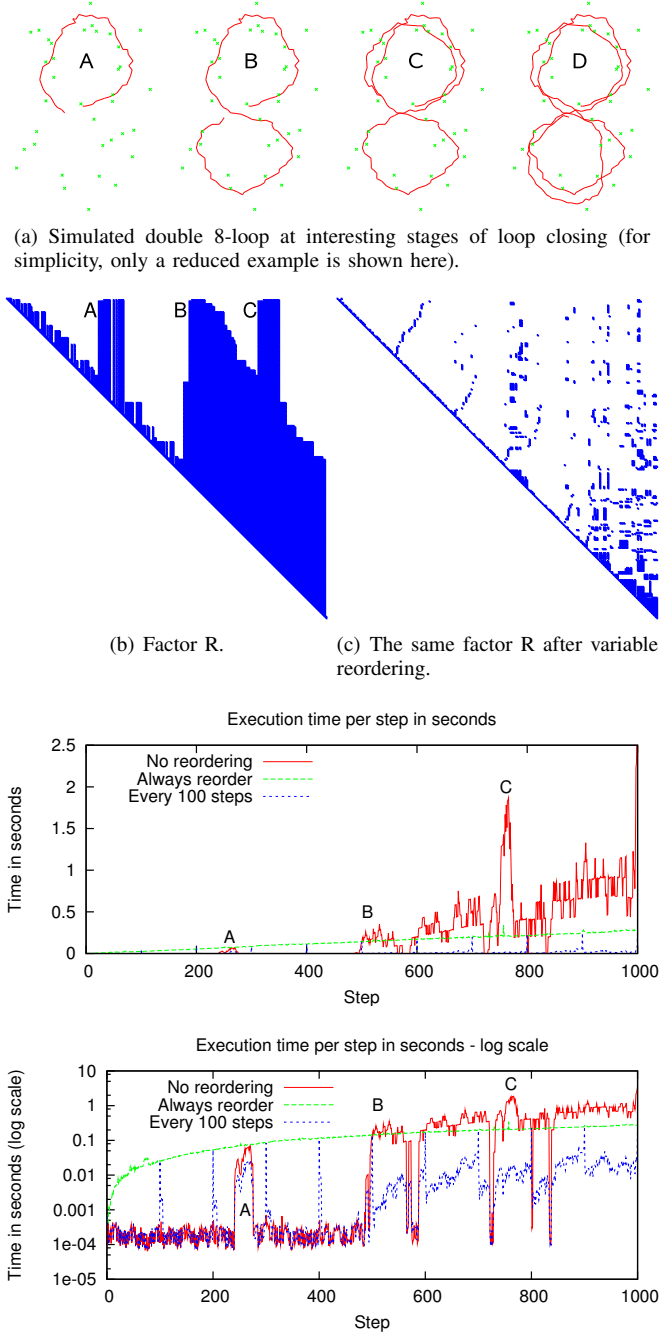 A B C D
(a) Simulated double 8-loop at interesting stages of loop closing (for
simplicity, only a reduced example is shown here).
A B C
(b) Factor R.
(c) The same factor R after variable
reordering.
Execution time per step in seconds
2.5
2
1.5
1
0.5
0
Time in seconds
No reordering
Always reorder
Every 100 steps
A B C
0 200 400 600 800 1000
Step
Execution time per step in seconds - log scale
10
1
0.1
0.01
0.001
1e-04
1e-05
Time in seconds (log scale)
No reordering
Always reorder
Every 100 steps
A B C
0 200 400 600 800 1000
Step